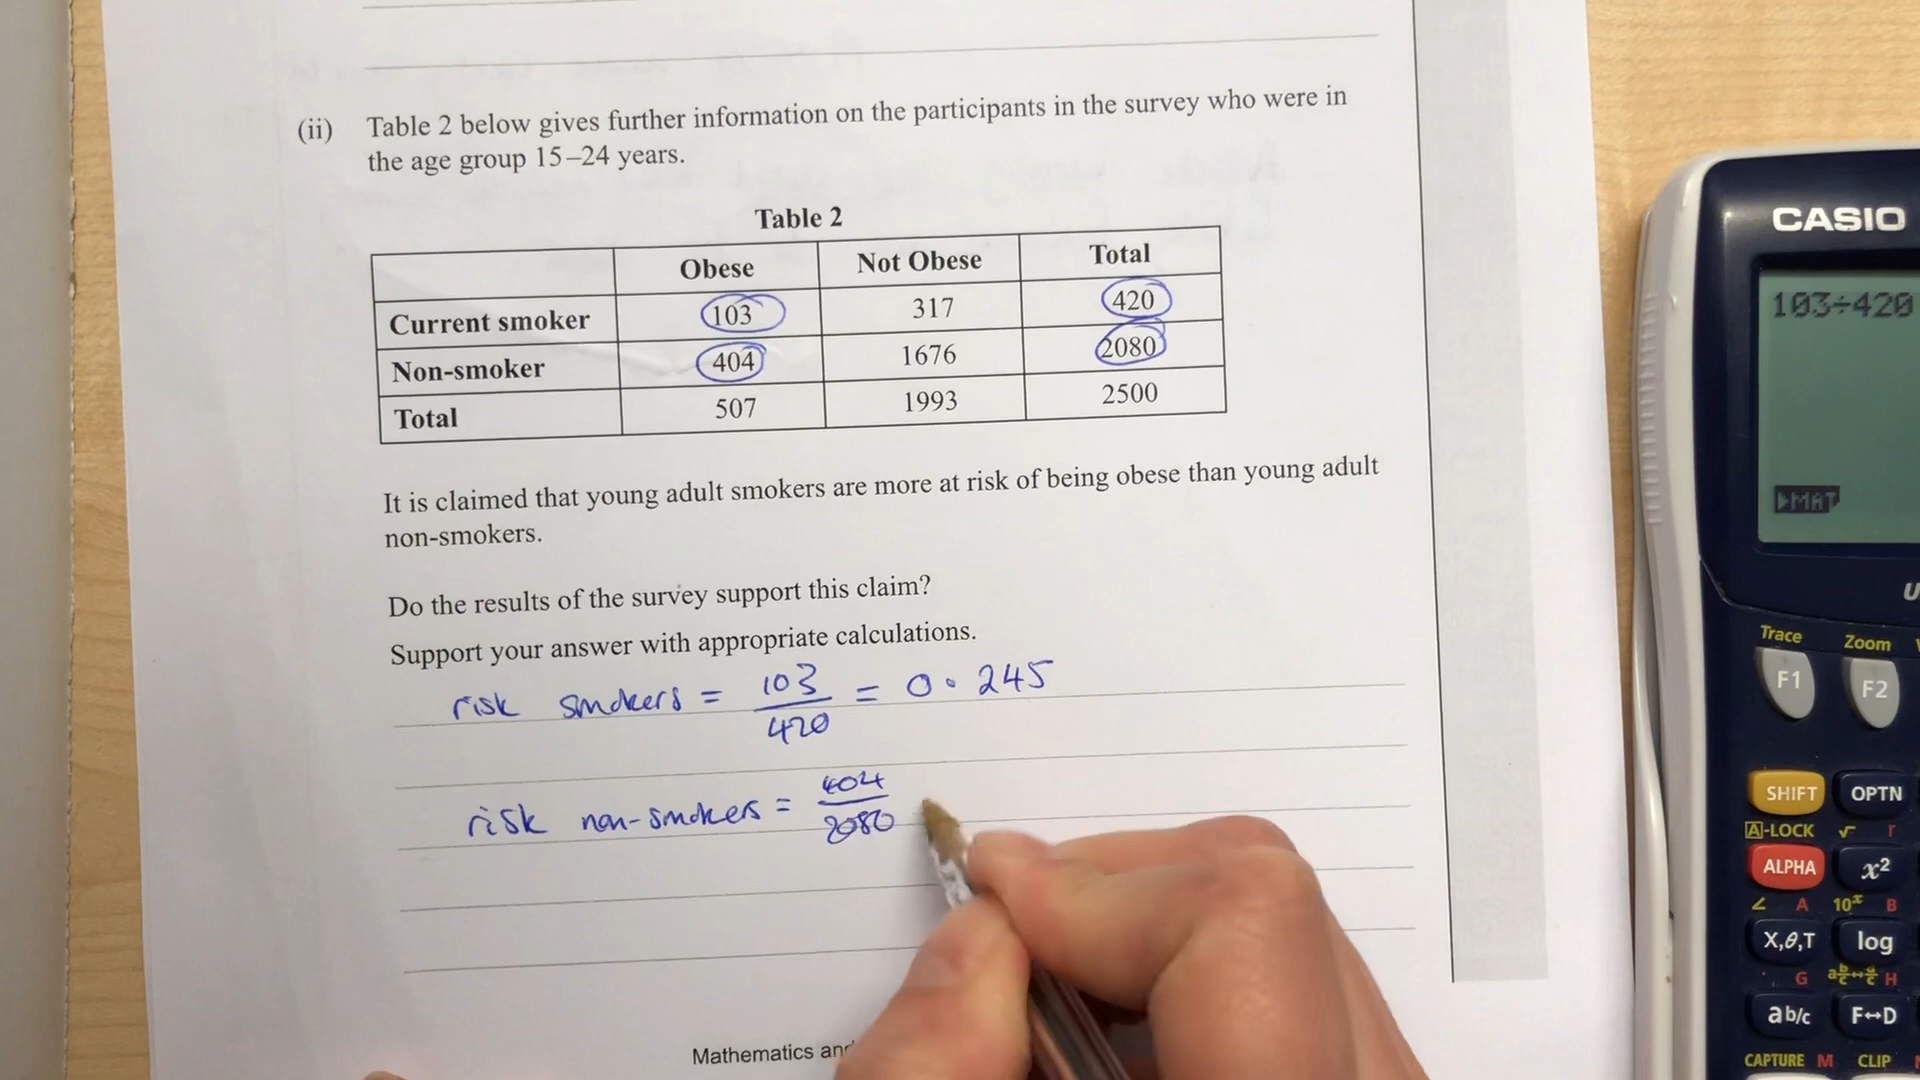 (ii) Table 2 below gives further information on the participants in the survey who were in
the age group 15–24 years.
Table 2
Obese Not Obese Total
Current smoker 103 317 420
Non-smoker 404 1676 2080
Total 507 1993 2500
It is claimed that young adult smokers are more at risk of being obese than young adult
non-smokers.
Do the results of the survey support this claim?
Support your answer with appropriate calculations.
risk smokers = 103/420 = 0.245
risk non-smokers = 404/2080
Mathematics and
CASIO
103÷420
▶MAT
Trace Zoom
F1 F2
SHIFT OPTN
A-LOCK √ r
ALPHA x²
∠ A 10ˣ B
X,θ,T log
G a b/c↔d/c H
a b/c F↔D
CAPTURE M CLIP